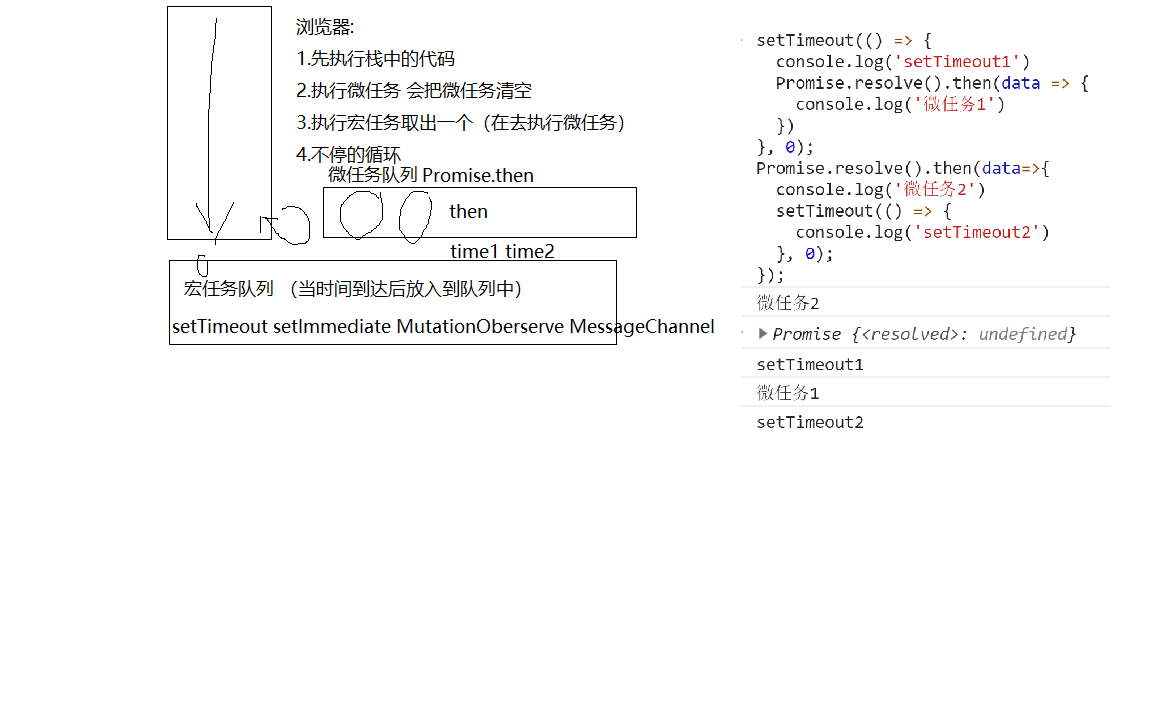 浏览器:
1.先执行栈中的代码
2.执行微任务 会把微任务清空
3.执行宏任务取出一个（在去执行微任务）
4.不停的循环
微任务队列 Promise.then
then
time1 time2
宏任务队列 （当时间到达后放入到队列中）
setTimeout setImmediate MutationOberserve MessageChannel
setTimeout(() => {
console.log('setTimeout1')
Promise.resolve().then(data => {
console.log('微任务1')
})
}, 0);
Promise.resolve().then(data=>{
console.log('微任务2')
setTimeout(() => {
console.log('setTimeout2')
}, 0);
});
微任务2
Promise {<resolved>: undefined}
setTimeout1
微任务1
setTimeout2